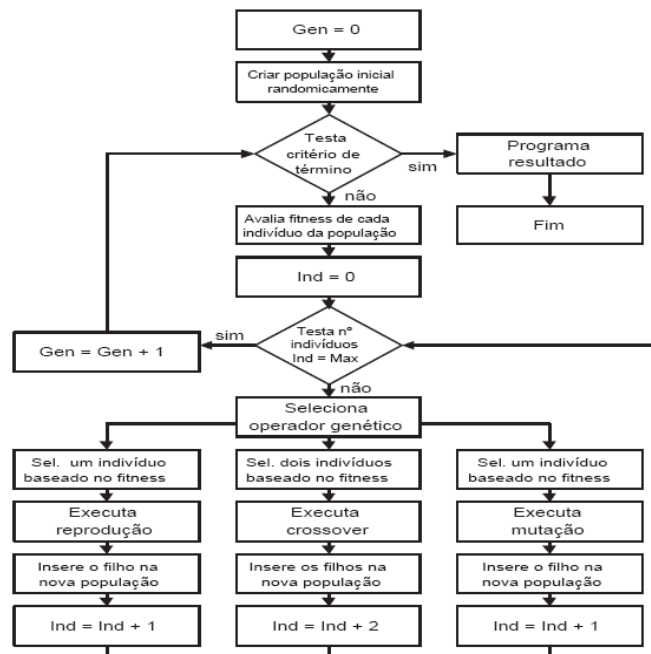 Gen = 0
Criar população inicial
randomicamente
Testa
critério de
término
sim
Programa
resultado
Fim
não
Avalia fitness de cada
indivíduo da população
Ind = 0
Testa nº
indivíduos
Ind = Max
sim
Gen = Gen + 1
não
Seleciona
operador genético
Sel. um indivíduo
baseado no fitness
Executa
reprodução
Insere o filho na
nova população
Ind = Ind + 1
Sel. dois indivíduos
baseado no fitness
Executa
crossover
Insere os filhos na
nova população
Ind = Ind + 2
Sel. um indivíduo
baseado no fitness
Executa
mutação
Insere o filho na
nova população
Ind = Ind + 1